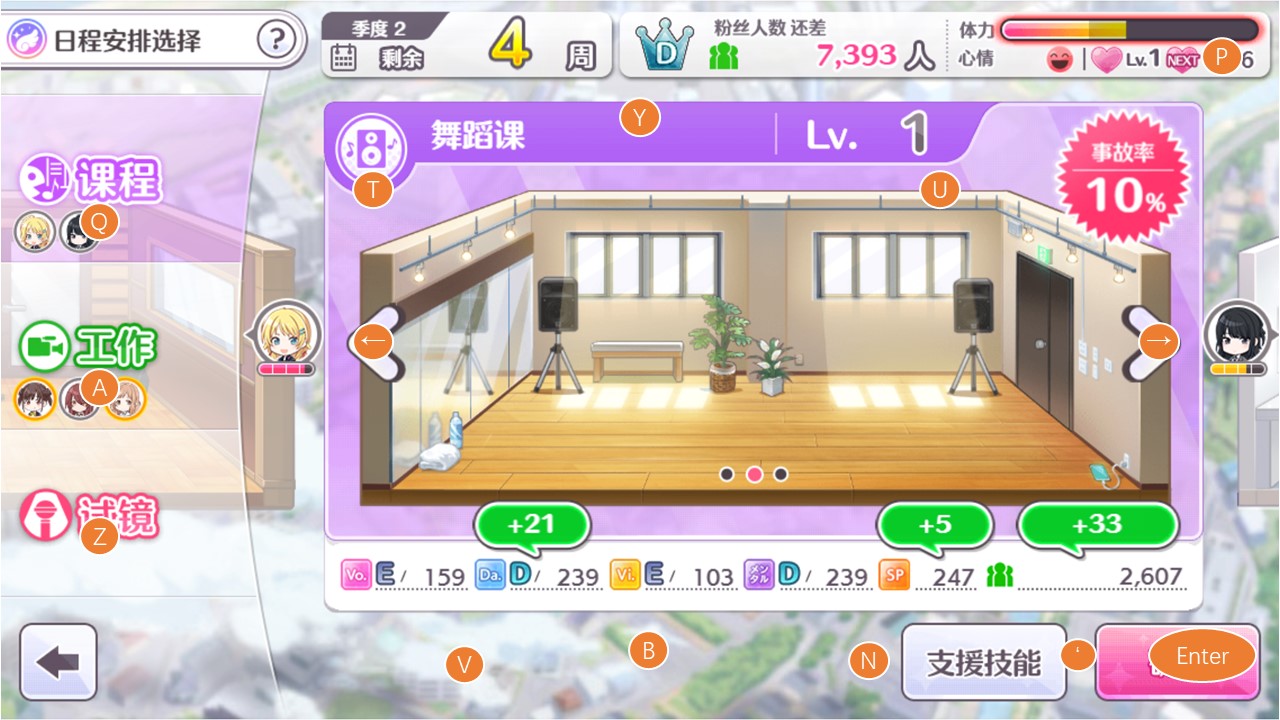 日程安排选择
?
季度 2
剩余
4
周
D
粉丝人数 还差
7,393 人
体力
心情
Lv.1 NEXT
P
6
课程
Q
工作
A
试镜
Z
T
舞蹈课
Y
Lv. 1
U
事故率
10%
←
→
+21
+5
+33
Vo. E / 159
Da. D / 239
Vi. E / 103
メンタル D / 239
SP 247
2,607
V
B
N
支援技能
Enter